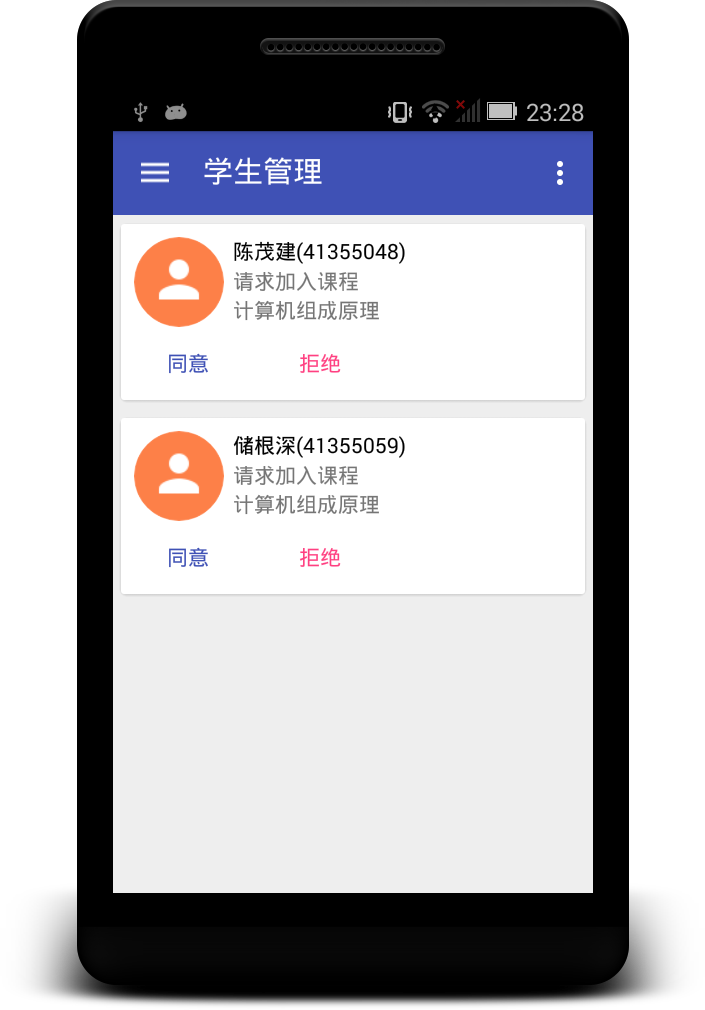 23:28
学生管理
陈茂建(41355048)
请求加入课程
计算机组成原理
同意 拒绝
储根深(41355059)
请求加入课程
计算机组成原理
同意 拒绝